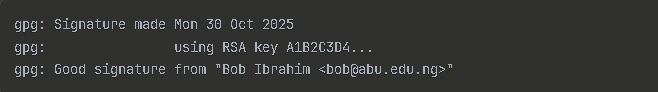 gpg: Signature made Mon 30 Oct 2025
gpg:                using RSA key A1B2C3D4...
gpg: Good signature from "Bob Ibrahim <bob@abu.edu.ng>"